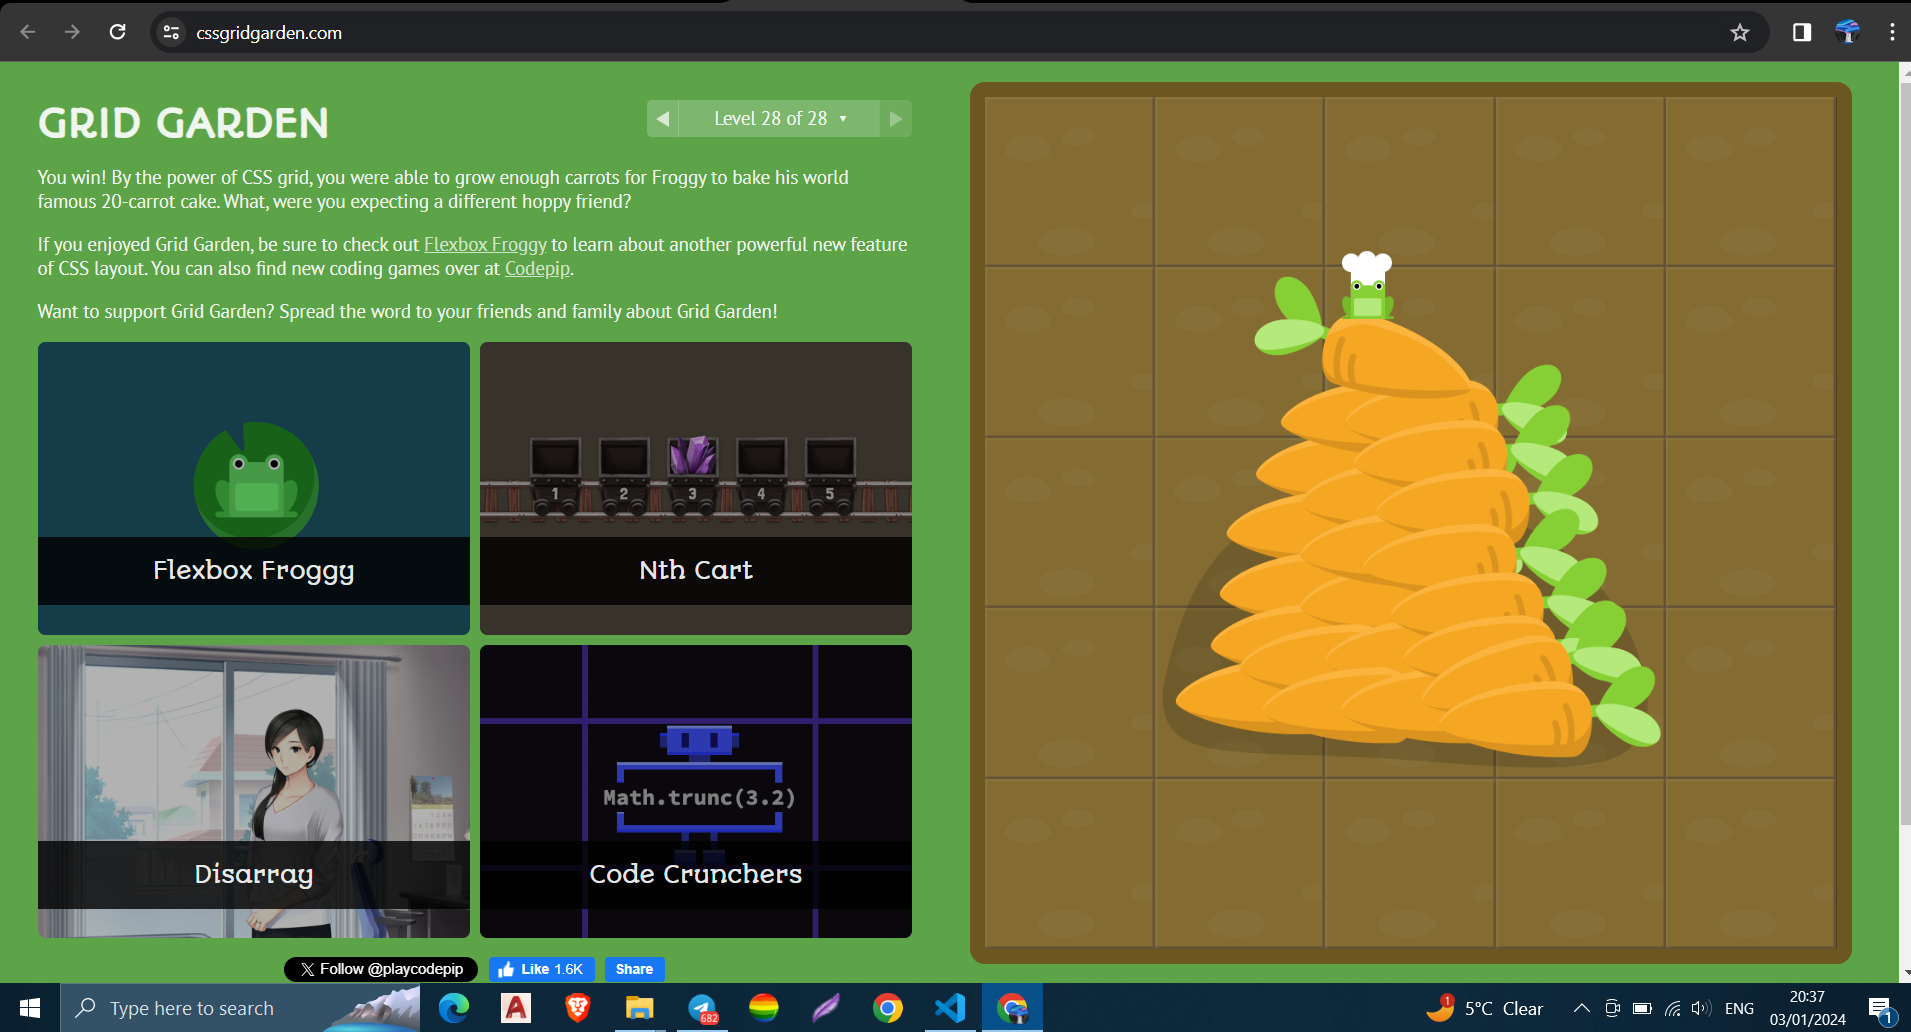 cssgridgarden.com
GRID GARDEN
Level 28 of 28
You win! By the power of CSS grid, you were able to grow enough carrots for Froggy to bake his world
famous 20-carrot cake. What, were you expecting a different hoppy friend?
If you enjoyed Grid Garden, be sure to check out Flexbox Froggy to learn about another powerful new feature
of CSS layout. You can also find new coding games over at Codepip.
Want to support Grid Garden? Spread the word to your friends and family about Grid Garden!
1 2 3 4 5
Flexbox Froggy
Nth Cart
Math.trunc(3.2)
Disarray
Code Crunchers
X Follow @playcodepip
Like 1.6K
Share
Type here to search
A
682
1
5°C Clear
ENG
20:37
03/01/2024
1